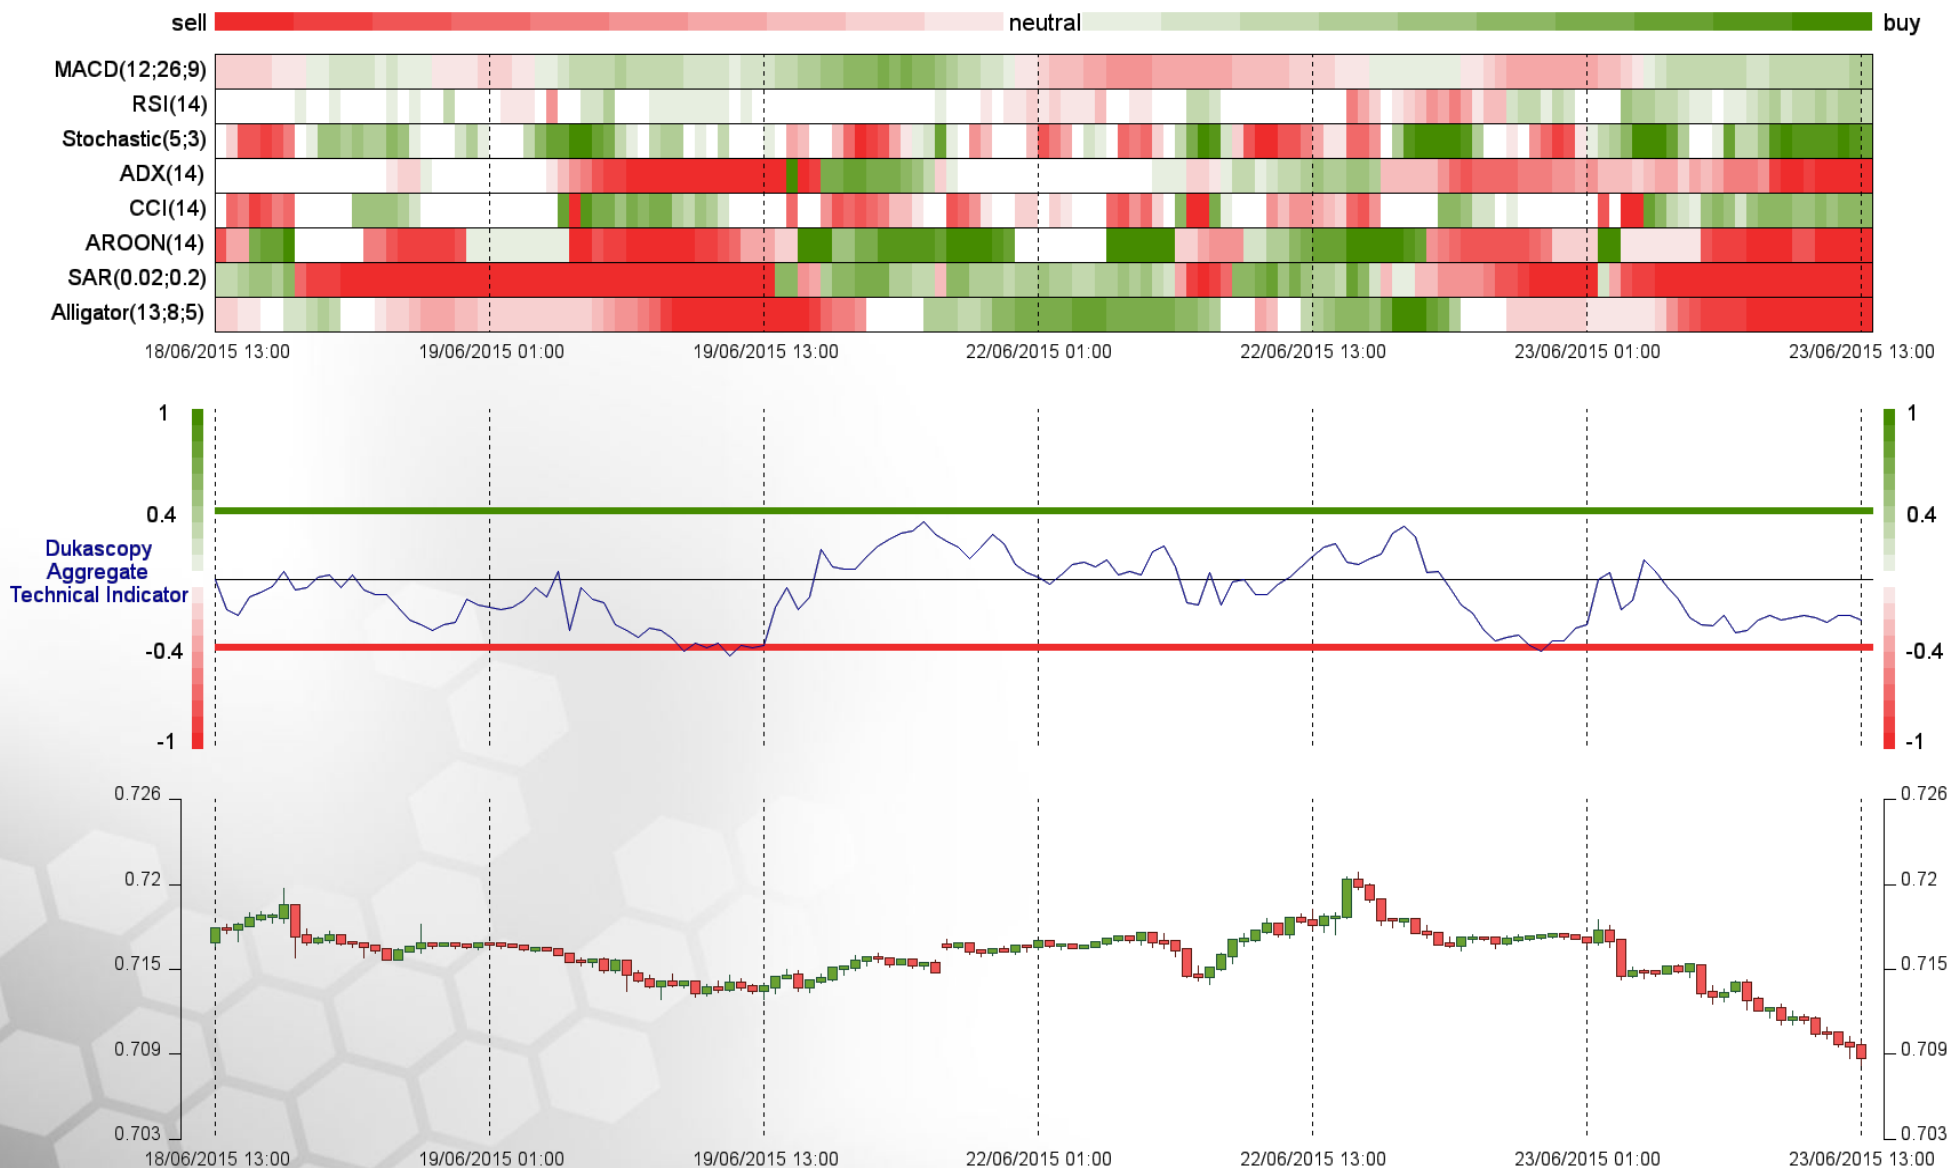 sell neutral buy
MACD(12;26;9)
RSI(14)
Stochastic(5;3)
ADX(14)
CCI(14)
AROON(14)
SAR(0.02;0.2)
Alligator(13;8;5)
18/06/2015 13:00 19/06/2015 01:00 19/06/2015 13:00 22/06/2015 01:00 22/06/2015 13:00 23/06/2015 01:00 23/06/2015 13:00
1 1
0.4 0.4
Dukascopy
Aggregate
Technical Indicator
-0.4 -0.4
-1 -1
0.726 0.726
0.72 0.72
0.715 0.715
0.709 0.709
0.703 0.703
18/06/2015 13:00 19/06/2015 01:00 19/06/2015 13:00 22/06/2015 01:00 22/06/2015 13:00 23/06/2015 01:00 23/06/2015 13:00